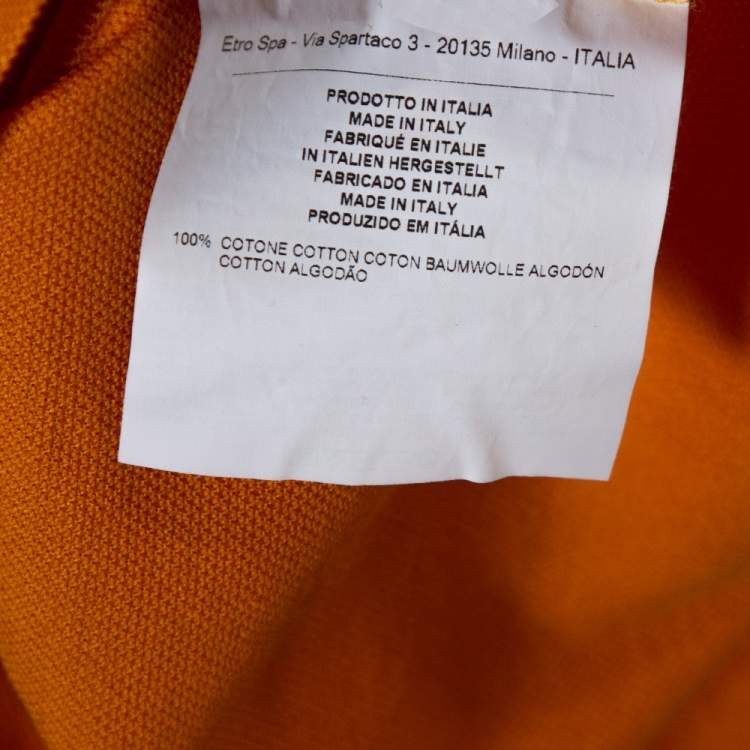 Etro Spa - Via Spartaco 3 - 20135 Milano - ITALIA
PRODOTTO IN ITALIA
MADE IN ITALY
FABRIQUÉ EN ITALIE
IN ITALIEN HERGESTELLT
FABRICADO EN ITALIA
MADE IN ITALY
PRODUZIDO EM ITÁLIA
100% COTONE COTTON COTON BAUMWOLLE ALGODÓN
COTTON ALGODÃO